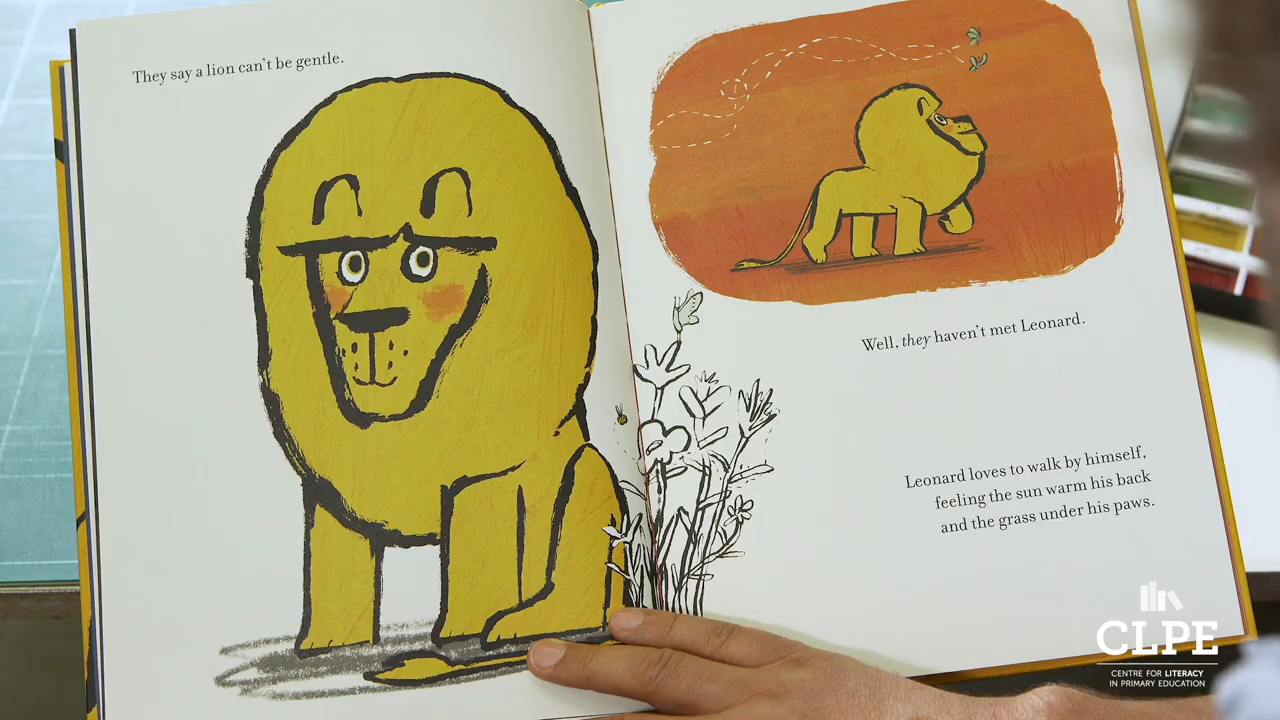 They say a lion can't be gentle.
Well, they haven't met Leonard.
Leonard loves to walk by himself,
feeling the sun warm his back
and the grass under his paws.
CLPE
CENTRE FOR LITERACY
IN PRIMARY EDUCATION